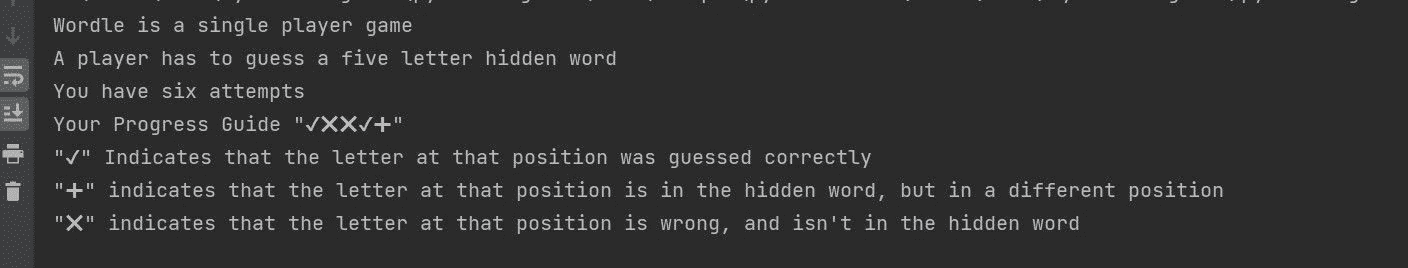 Wordle is a single player game
A player has to guess a five letter hidden word
You have six attempts
Your Progress Guide "✓❌❌✓➕"
"✓" Indicates that the letter at that position was guessed correctly
"➕" indicates that the letter at that position is in the hidden word, but in a different position
"❌" indicates that the letter at that position is wrong, and isn't in the hidden word